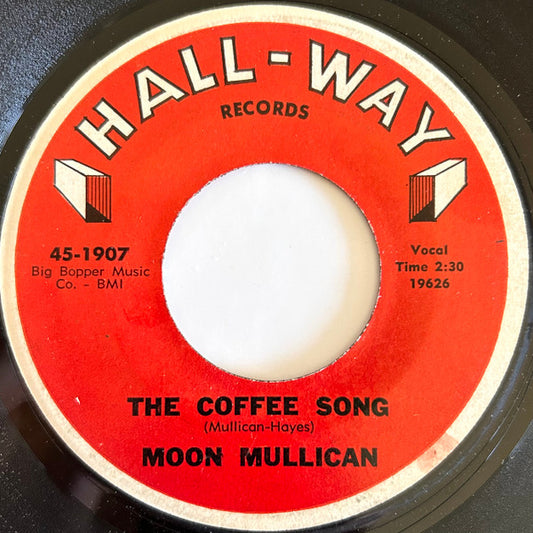 HALL-WAY
RECORDS
45-1907
Big Bopper Music
Co. - BMI
Vocal
Time 2:30
19626
THE COFFEE SONG
(Mullican-Hayes)
MOON MULLICAN